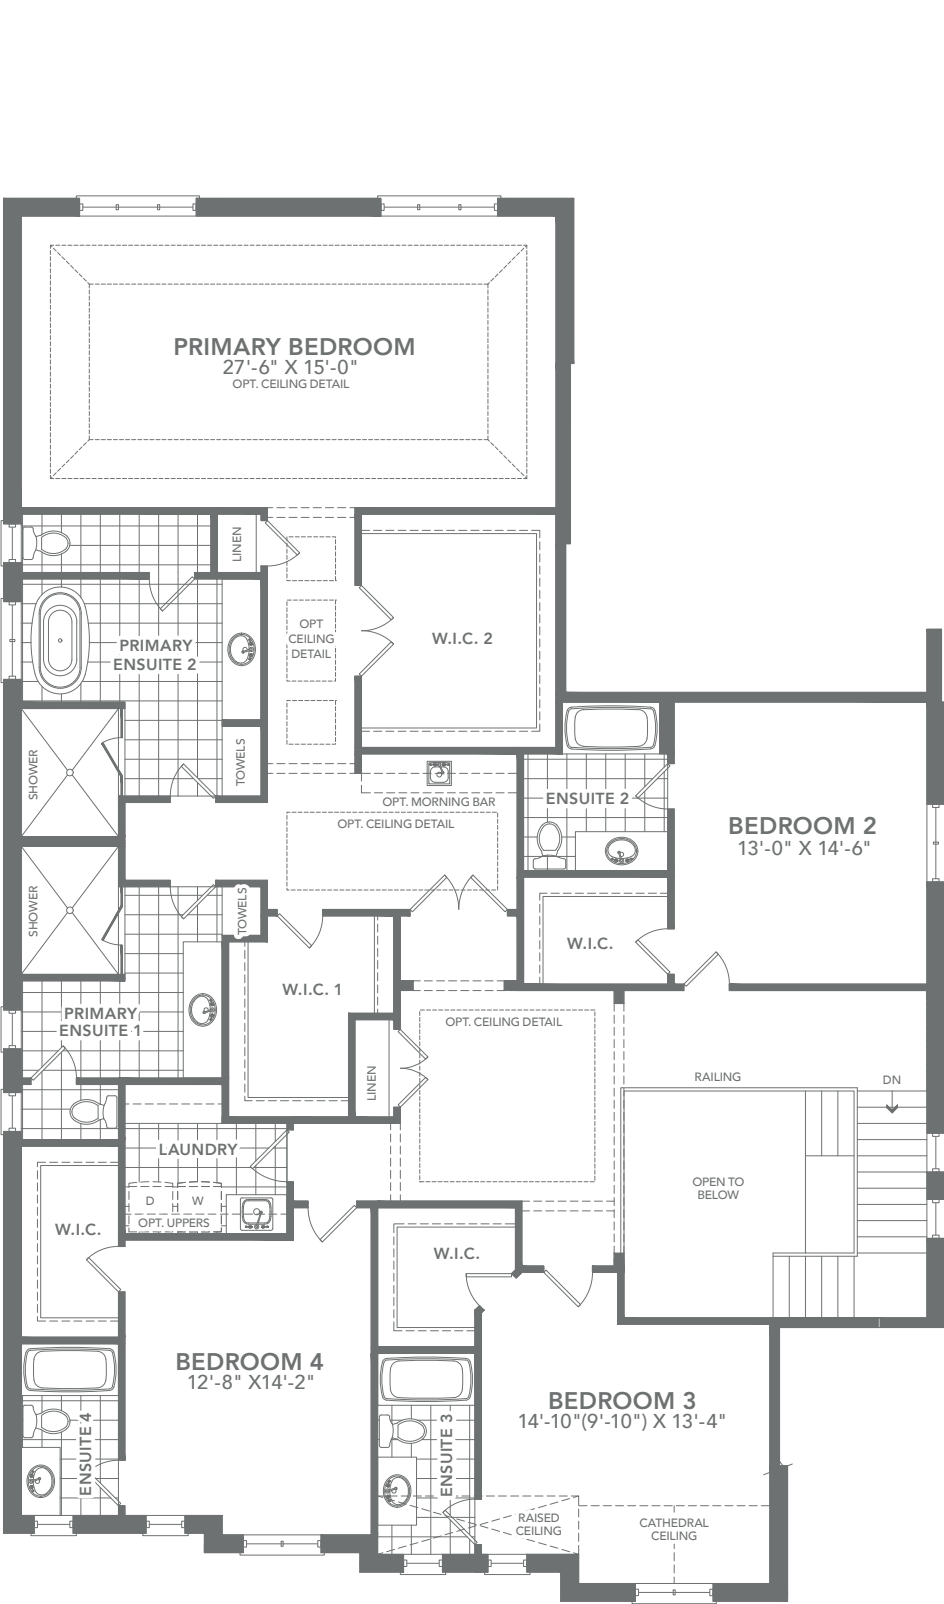 PRIMARY BEDROOM
27'-6" X 15'-0"
OPT. CEILING DETAIL
LINEN
OPT
CEILING
DETAIL
W.I.C. 2
PRIMARY
ENSUITE 2
SHOWER
TOWELS
OPT. MORNING BAR
OPT. CEILING DETAIL
ENSUITE 2
BEDROOM 2
13'-0" X 14'-6"
SHOWER
TOWELS
W.I.C.
W.I.C. 1
PRIMARY
ENSUITE 1
OPT. CEILING DETAIL
LINEN
RAILING
DN
LAUNDRY
D
W
OPT. UPPERS
OPEN TO
BELOW
W.I.C.
W.I.C.
BEDROOM 4
12'-8" X14'-2"
BEDROOM 3
14'-10"(9'-10") X 13'-4"
ENSUITE 4
ENSUITE 3
RAISED
CEILING
CATHEDRAL
CEILING